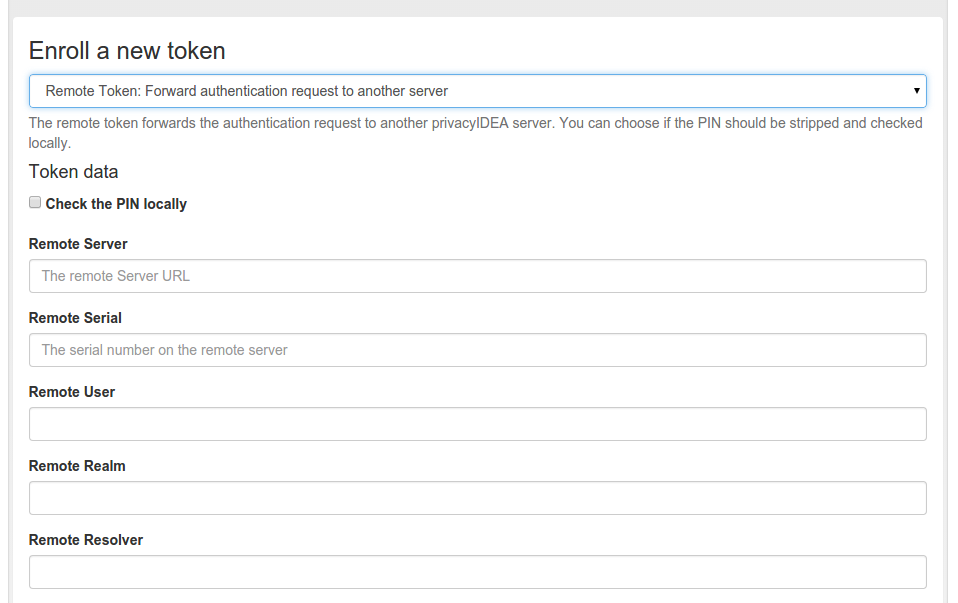 Enroll a new token
Remote Token: Forward authentication request to another server
The remote token forwards the authentication request to another privacyIDEA server. You can choose if the PIN should be stripped and checked
locally.
Token data
Check the PIN locally
Remote Server
The remote Server URL
Remote Serial
The serial number on the remote server
Remote User
Remote Realm
Remote Resolver